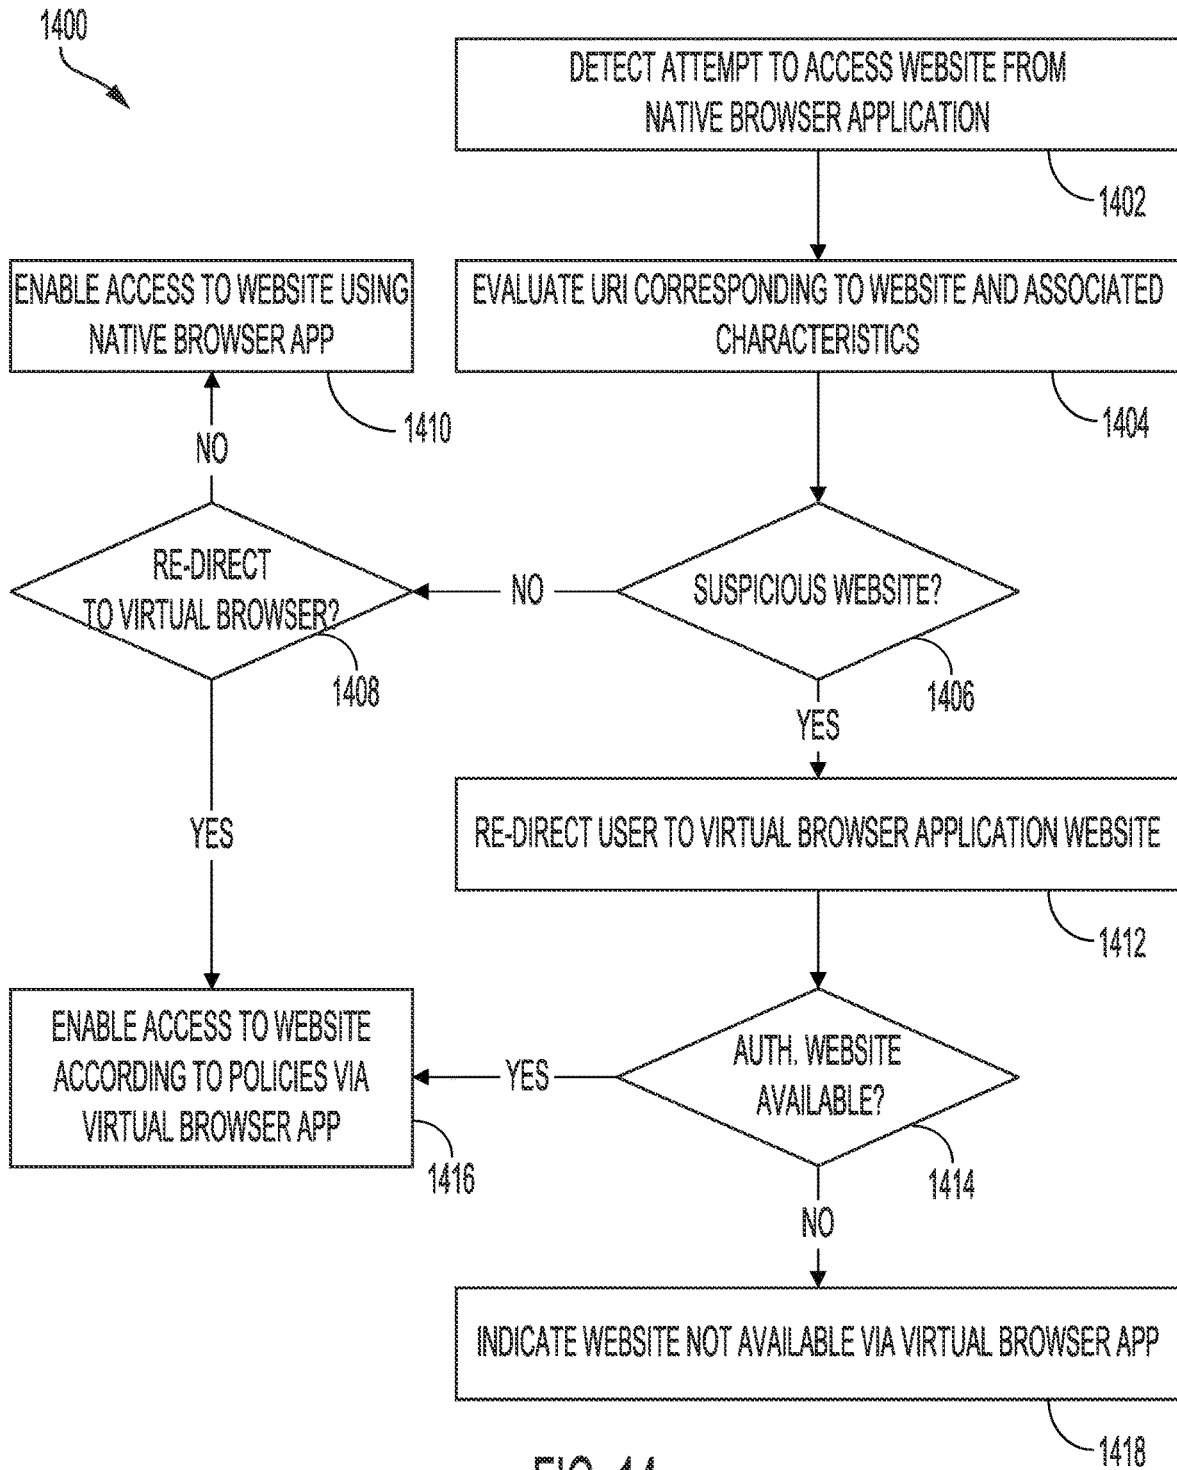 1400
DETECT ATTEMPT TO ACCESS WEBSITE FROM
NATIVE BROWSER APPLICATION
1402
ENABLE ACCESS TO WEBSITE USING
NATIVE BROWSER APP
1410
EVALUATE URI CORRESPONDING TO WEBSITE AND ASSOCIATED
CHARACTERISTICS
1404
NO
RE-DIRECT
TO VIRTUAL BROWSER?
1408
NO
SUSPICIOUS WEBSITE?
1406
YES
YES
RE-DIRECT USER TO VIRTUAL BROWSER APPLICATION WEBSITE
1412
ENABLE ACCESS TO WEBSITE
ACCORDING TO POLICIES VIA
VIRTUAL BROWSER APP
1416
YES
AUTH. WEBSITE
AVAILABLE?
1414
NO
INDICATE WEBSITE NOT AVAILABLE VIA VIRTUAL BROWSER APP
1418
FIG. 14